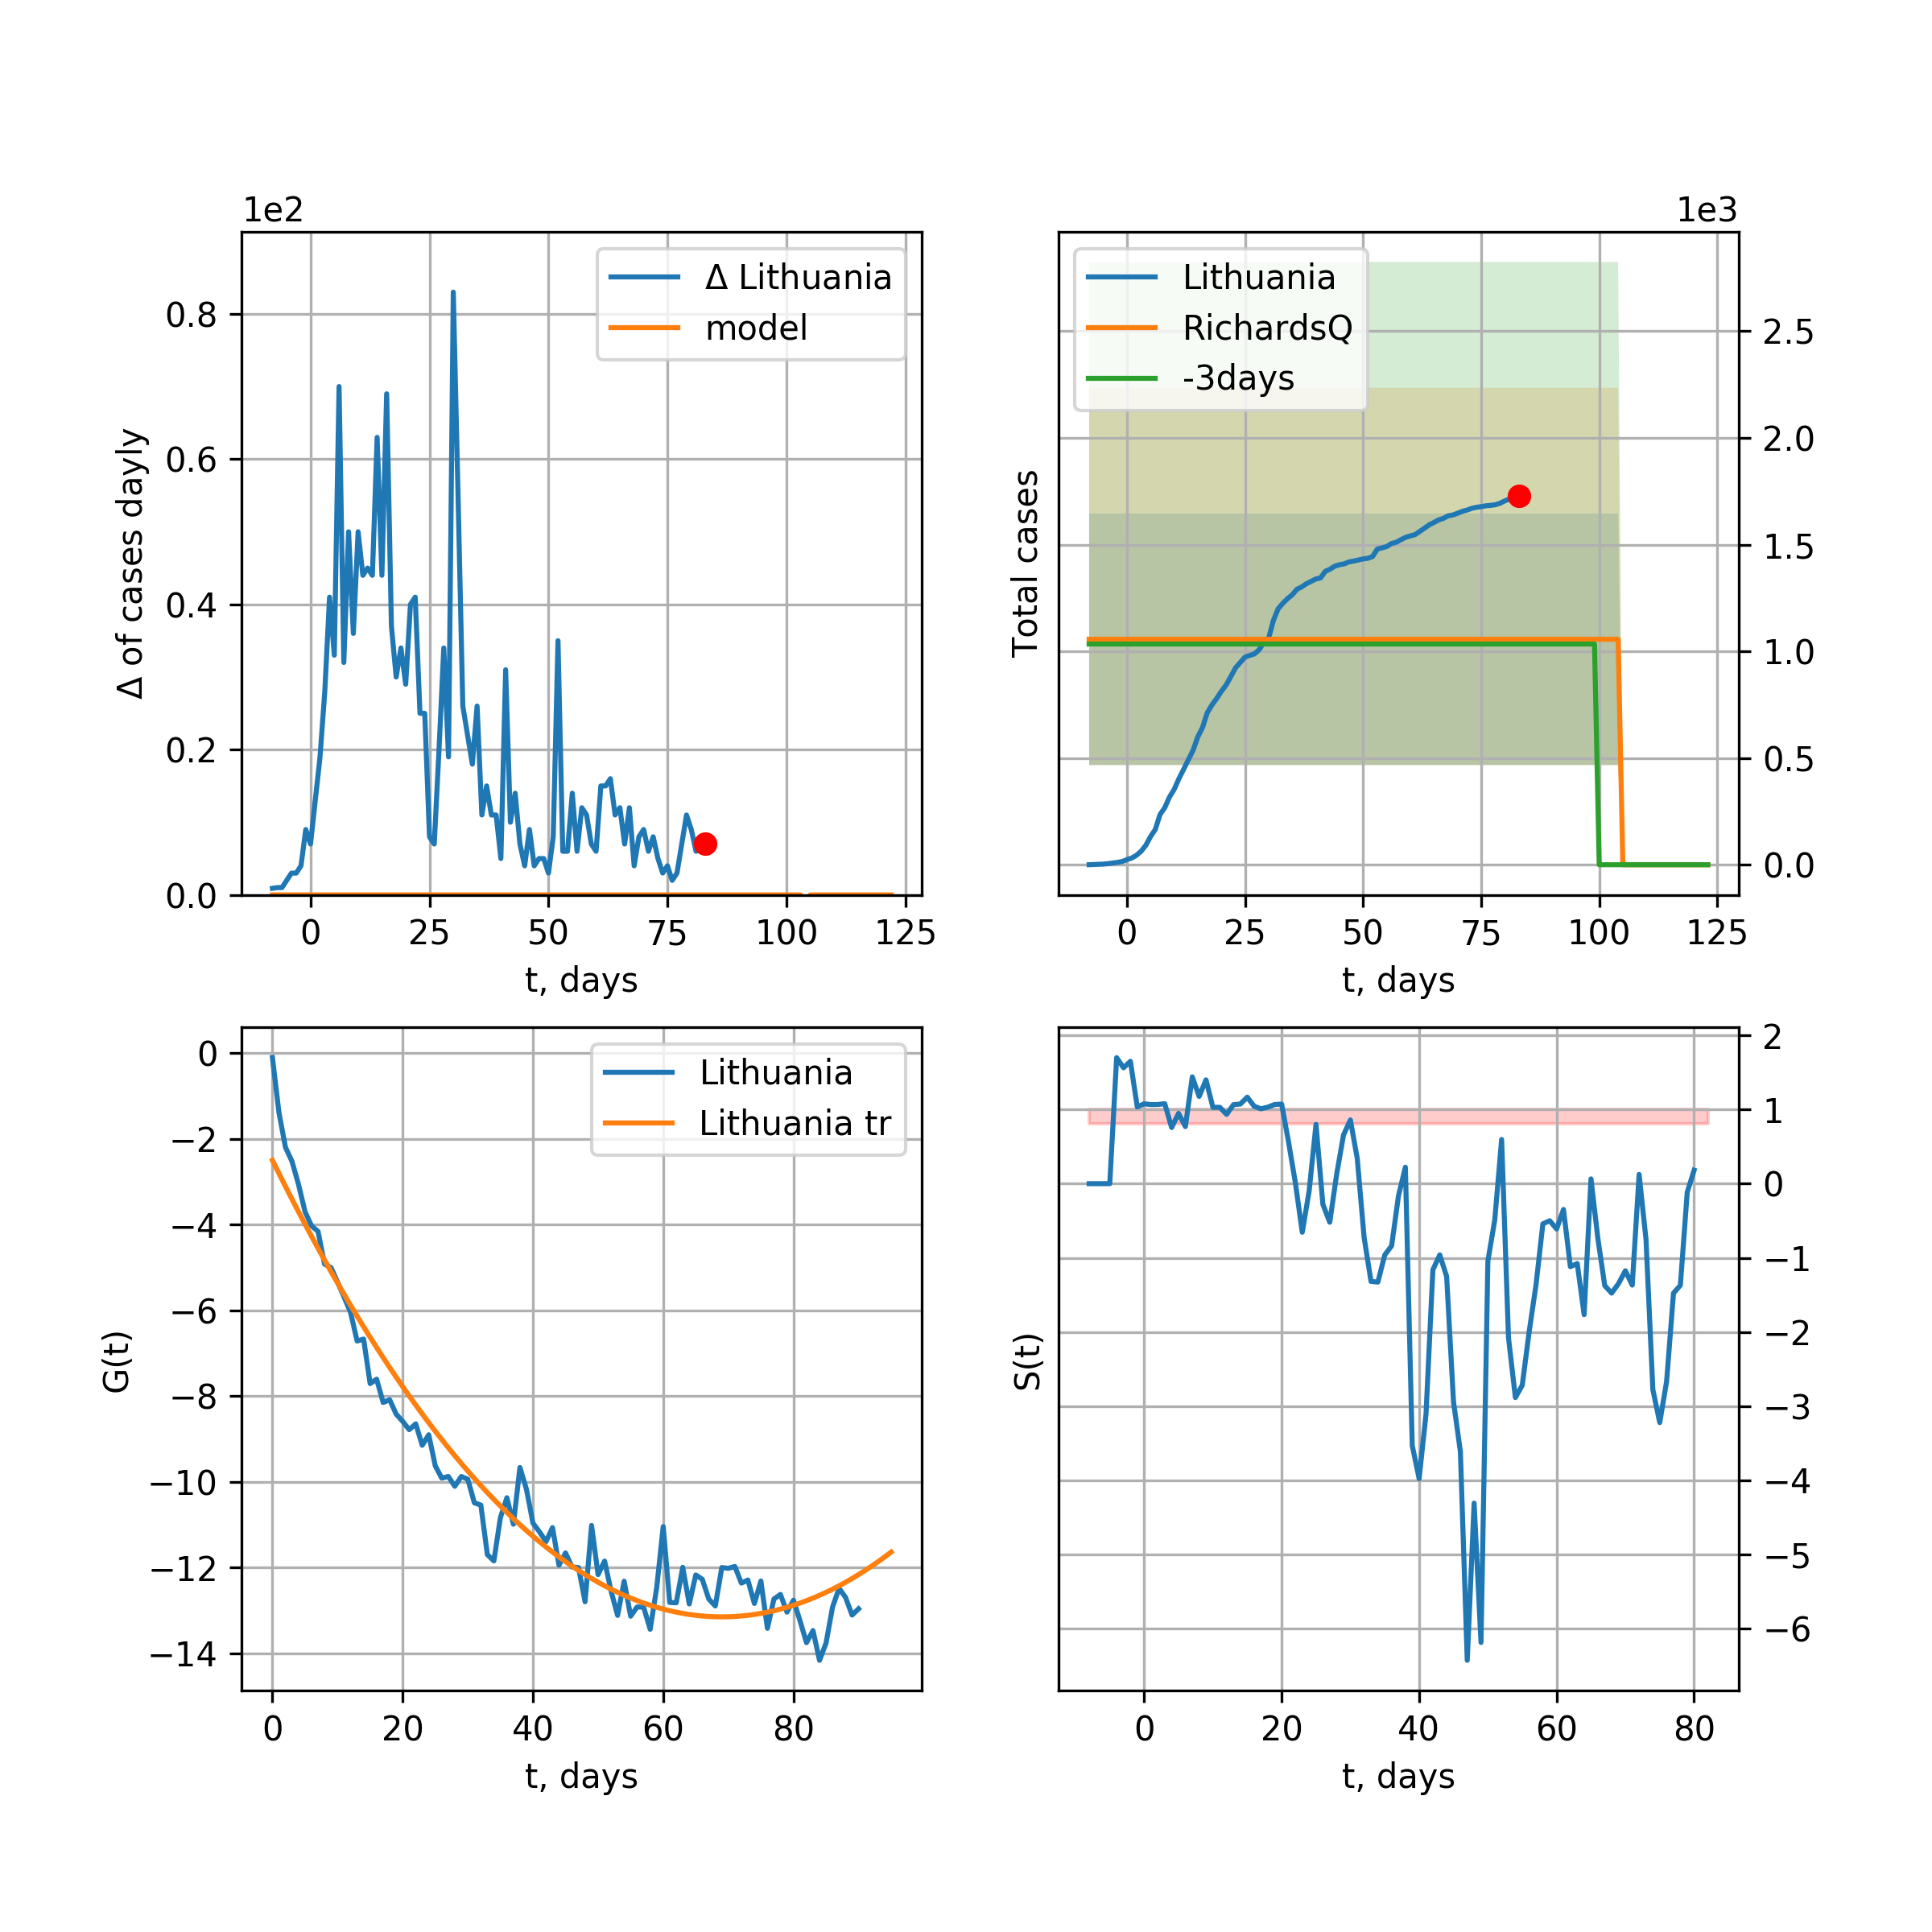 1e2
Δ Lithuania
model
0.8
0.6
0.4
0.2
0.0
Δ of cases dayly
0 25 50 75 100 125
t, days
1e3
Lithuania
RichardsQ
-3days
Total cases
2.5
2.0
1.5
1.0
0.5
0.0
0 25 50 75 100 125
t, days
Lithuania
Lithuania tr
0
−2
−4
−6
−8
−10
−12
−14
G(t)
0 20 40 60 80
t, days
S(t)
2
1
0
−1
−2
−3
−4
−5
−6
0 20 40 60 80
t, days